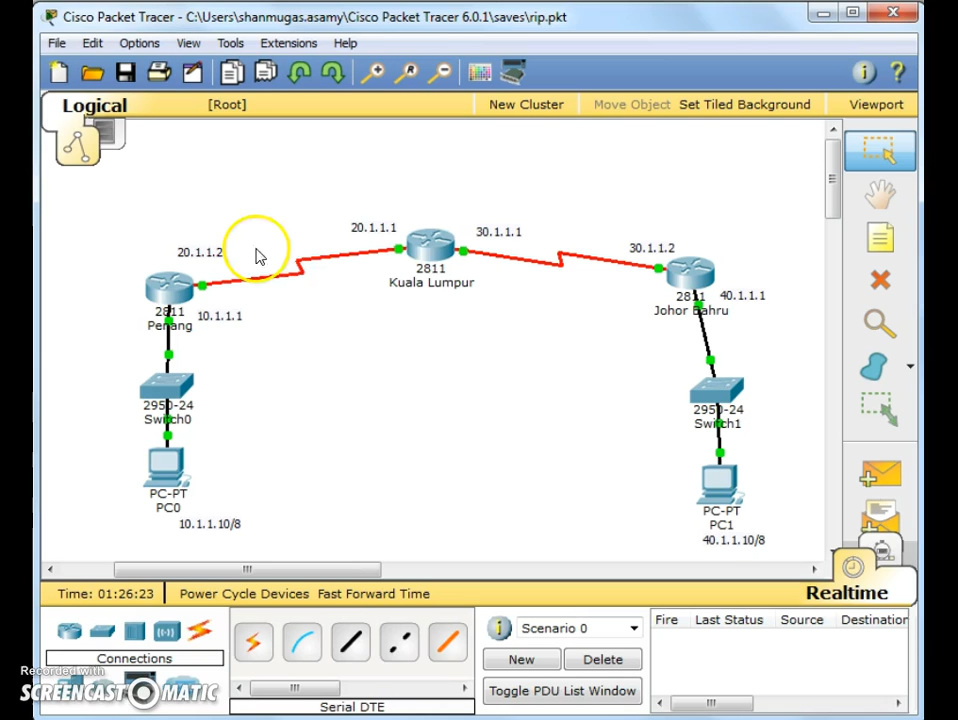 Cisco Packet Tracer - C:\Users\shanmugas.asamy\Cisco Packet Tracer 6.0.1\saves\rip.pkt
File Edit Options View Tools Extensions Help
Logical [Root] New Cluster Move Object Set Tiled Background Viewport
20.1.1.1
30.1.1.1
20.1.1.2
30.1.1.2
2811
Kuala Lumpur
2811
Penang
10.1.1.1
2811
Johor Bahru
40.1.1.1
2950-24
Switch0
2950-24
Switch1
PC-PT
PC0
10.1.1.10/8
PC-PT
PC1
40.1.1.10/8
Time: 01:26:23 Power Cycle Devices Fast Forward Time Realtime
Scenario 0
Fire Last Status Source Destination
Connections
New Delete
Toggle PDU List Window
Serial DTE
Recorded with
SCREENCAST-O-MATIC